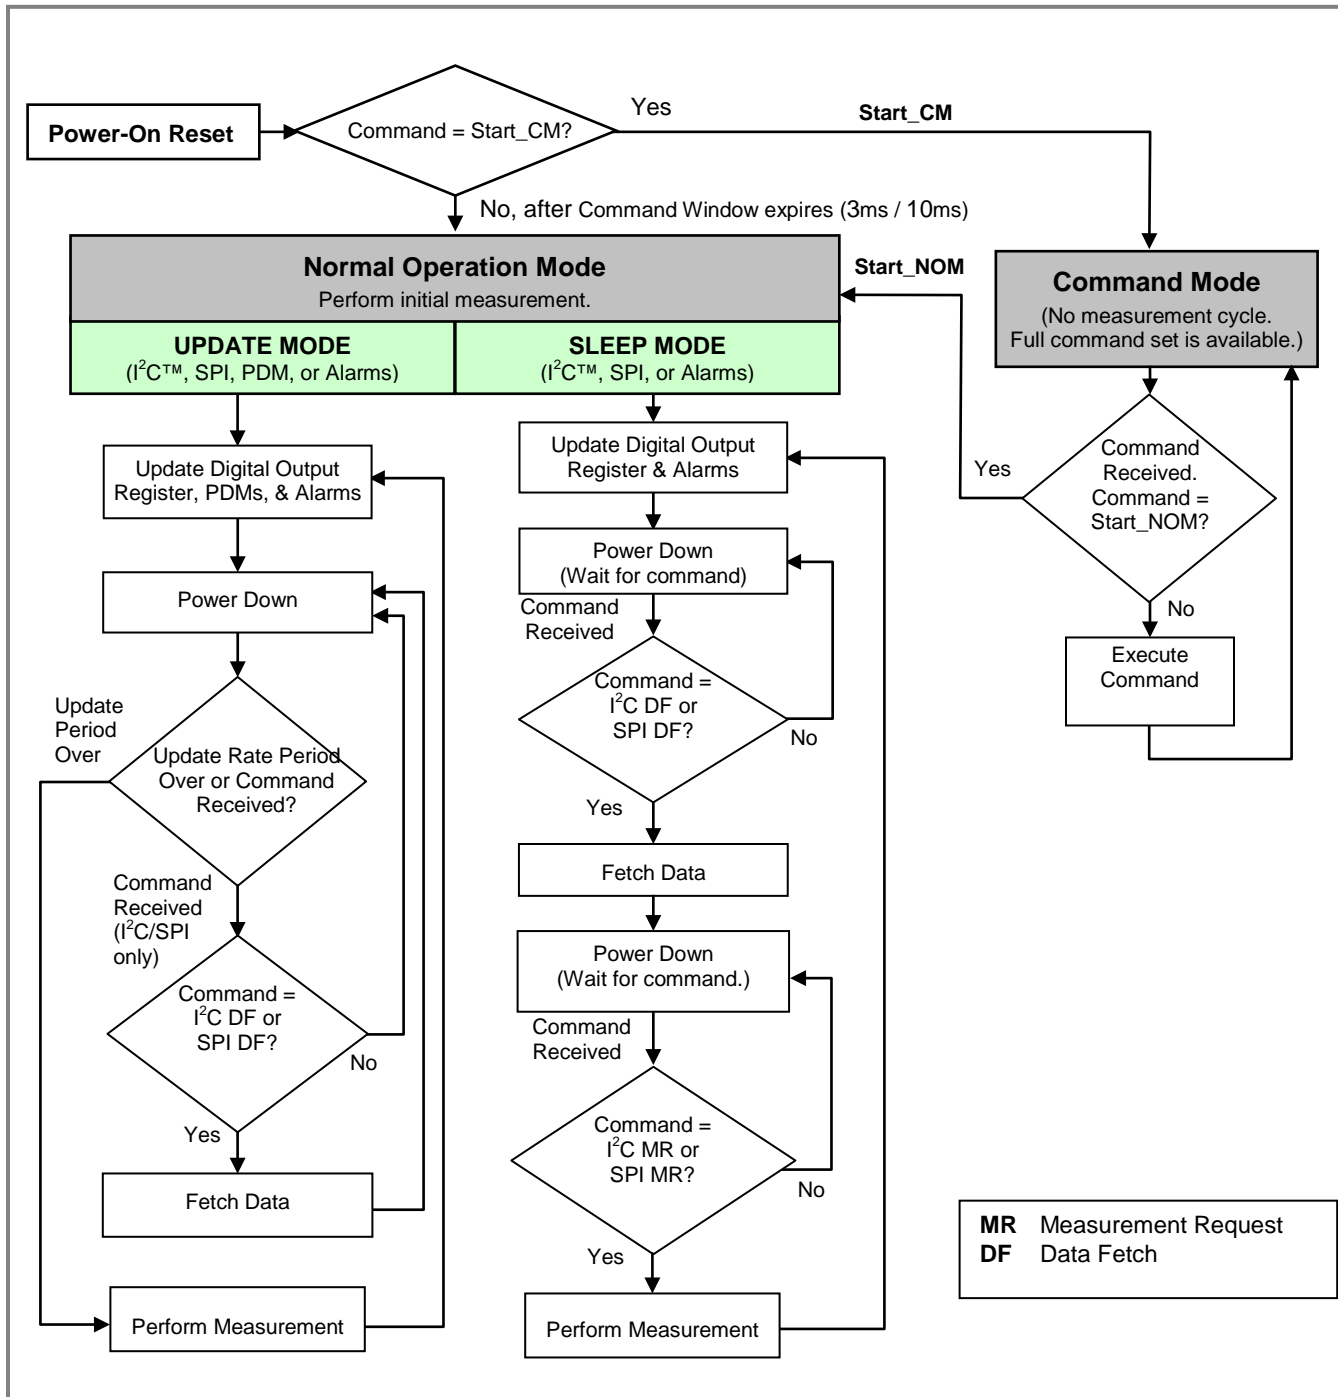 Power-On Reset
Command = Start_CM?
Yes
Start_CM
No, after Command Window expires (3ms / 10ms)
Normal Operation Mode
Perform initial measurement.
Start_NOM
Command Mode
(No measurement cycle.
Full command set is available.)
UPDATE MODE
(I²C™, SPI, PDM, or Alarms)
SLEEP MODE
(I²C™, SPI, or Alarms)
Update Digital Output
Register, PDMs, & Alarms
Power Down
Update
Period
Over
Update Rate Period
Over or Command
Received?
Command
Received
(I²C/SPI
only)
Command =
I²C DF or
SPI DF?
No
Yes
Fetch Data
Perform Measurement
Update Digital Output
Register & Alarms
Power Down
(Wait for command)
Command
Received
Command =
I²C DF or
SPI DF?
No
Yes
Fetch Data
Power Down
(Wait for command.)
Command
Received
Command =
I²C MR or
SPI MR?
No
Yes
Perform Measurement
Yes
Command
Received.
Command =
Start_NOM?
No
Execute
Command
MR Measurement Request
DF Data Fetch